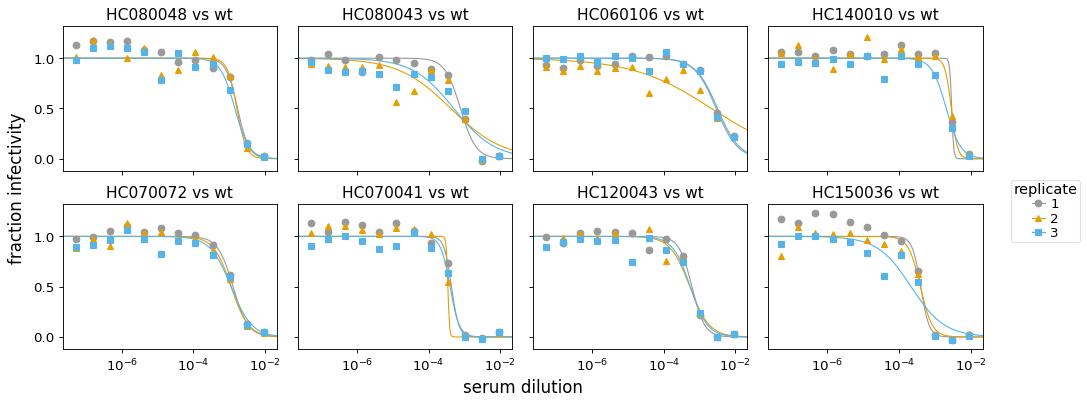 HC080048 vs wt
HC080043 vs wt
HC060106 vs wt
HC140010 vs wt
1.0
0.5
0.0
HC070072 vs wt
HC070041 vs wt
HC120043 vs wt
HC150036 vs wt
1.0
0.5
0.0
10⁻⁶ 10⁻⁴ 10⁻²
10⁻⁶ 10⁻⁴ 10⁻²
10⁻⁶ 10⁻⁴ 10⁻²
10⁻⁶ 10⁻⁴ 10⁻²
fraction infectivity
serum dilution
replicate
1
2
3